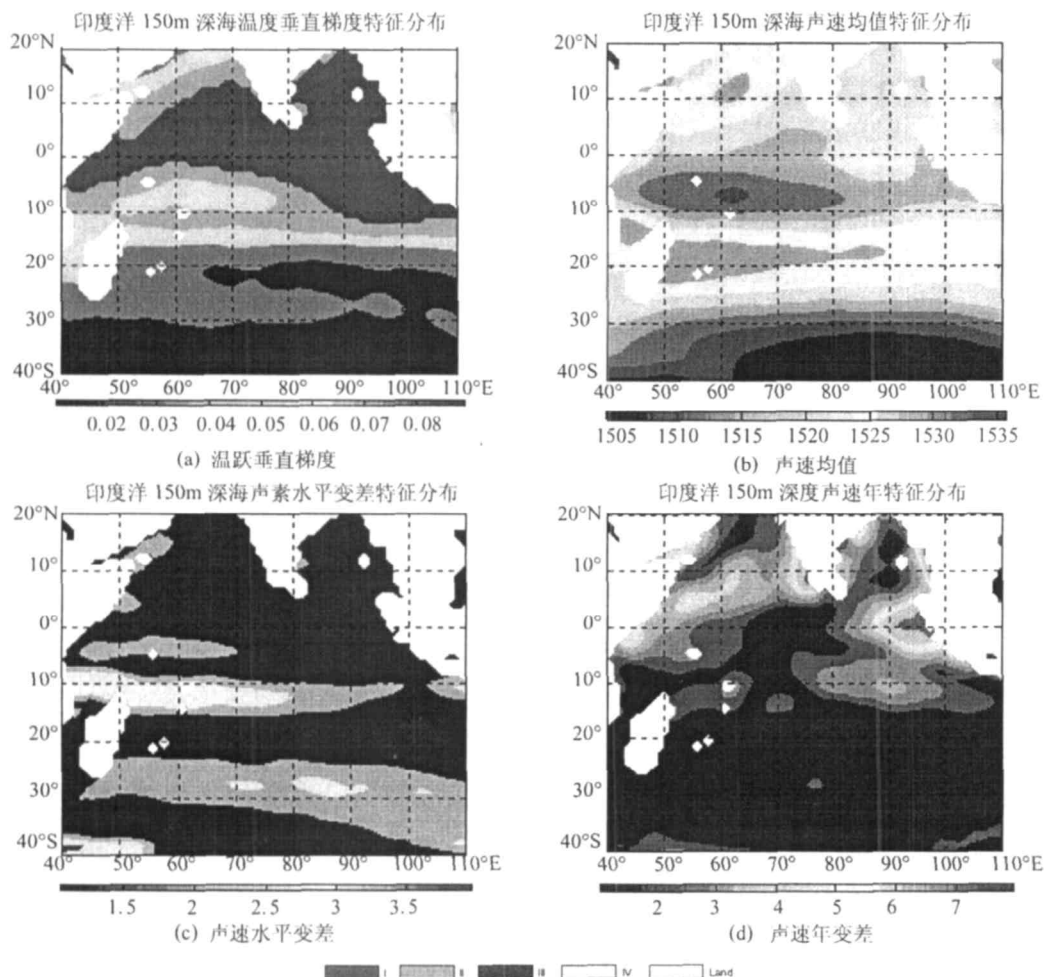 印度洋 150m 深海温度垂直梯度特征分布
20°N
10°
0°
10°
20°
30°
40°S
40° 50° 60° 70° 80° 90° 100° 110°E
0.02 0.03 0.04 0.05 0.06 0.07 0.08
(a) 温跃垂直梯度
印度洋 150m 深海声速均值特征分布
20°N
10°
0°
10°
20°
30°
40°S
40° 50° 60° 70° 80° 90° 100° 110°E
1505 1510 1515 1520 1525 1530 1535
(b) 声速均值
印度洋 150m 深海声素水平变差特征分布
20°N
10°
0°
10°
20°
30°
40°S
40° 50° 60° 70° 80° 90° 100° 110°E
1.5 2 2.5 3 3.5
(c) 声速水平变差
印度洋 150m 深度声速年特征分布
20°N
10°
0°
10°
20°
30°
40°S
40° 50° 60° 70° 80° 90° 100° 110°E
2 3 4 5 6 7
(d) 声速年变差
I II III IV Land